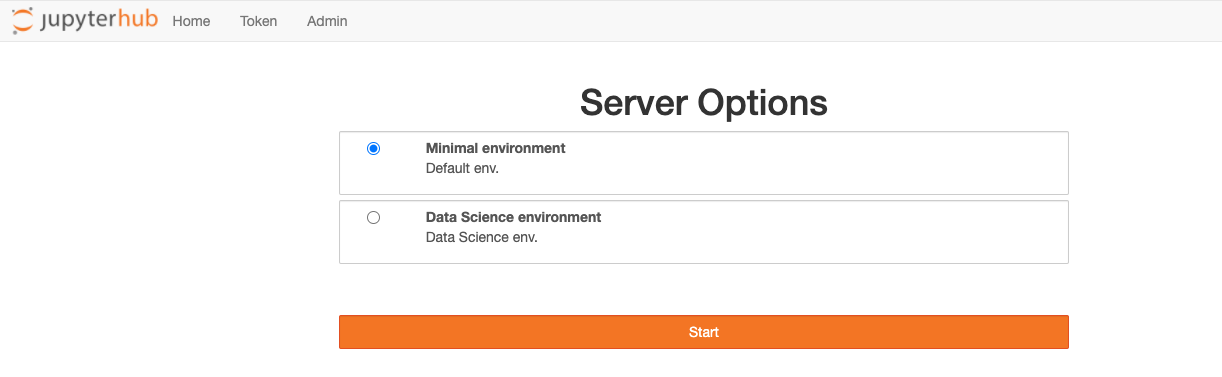 jupyterhub Home Token Admin
Server Options
Minimal environment
Default env.
Data Science environment
Data Science env.
Start